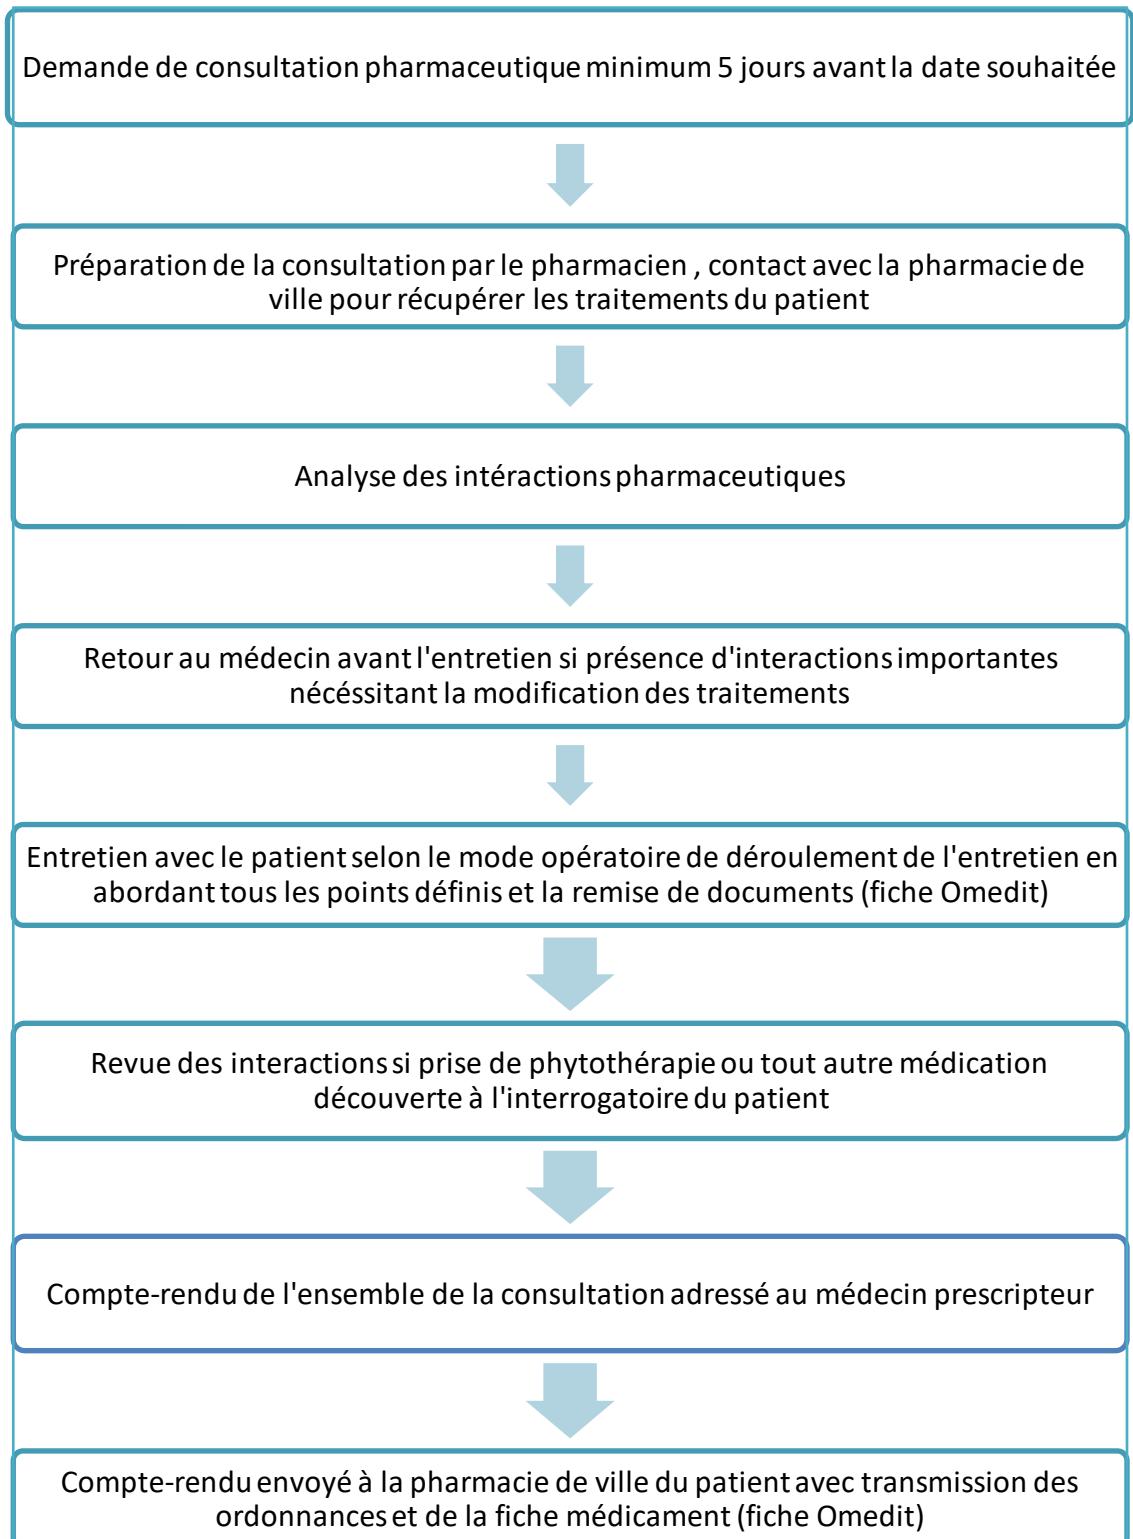 Demande de consultation pharmaceutique minimum 5 jours avant la date souhaitée
Préparation de la consultation par le pharmacien , contact avec la pharmacie de
ville pour récupérer les traitements du patient
Analyse des intéractions pharmaceutiques
Retour au médecin avant l'entretien si présence d'interactions importantes
nécéssitant la modification des traitements
Entretien avec le patient selon le mode opératoire de déroulement de l'entretien en
abordant tous les points définis et la remise de documents (fiche Omedit)
Revue des interactions si prise de phytothérapie ou tout autre médication
découverte à l'interrogatoire du patient
Compte-rendu de l'ensemble de la consultation adressé au médecin prescripteur
Compte-rendu envoyé à la pharmacie de ville du patient avec transmission des
ordonnances et de la fiche médicament (fiche Omedit)